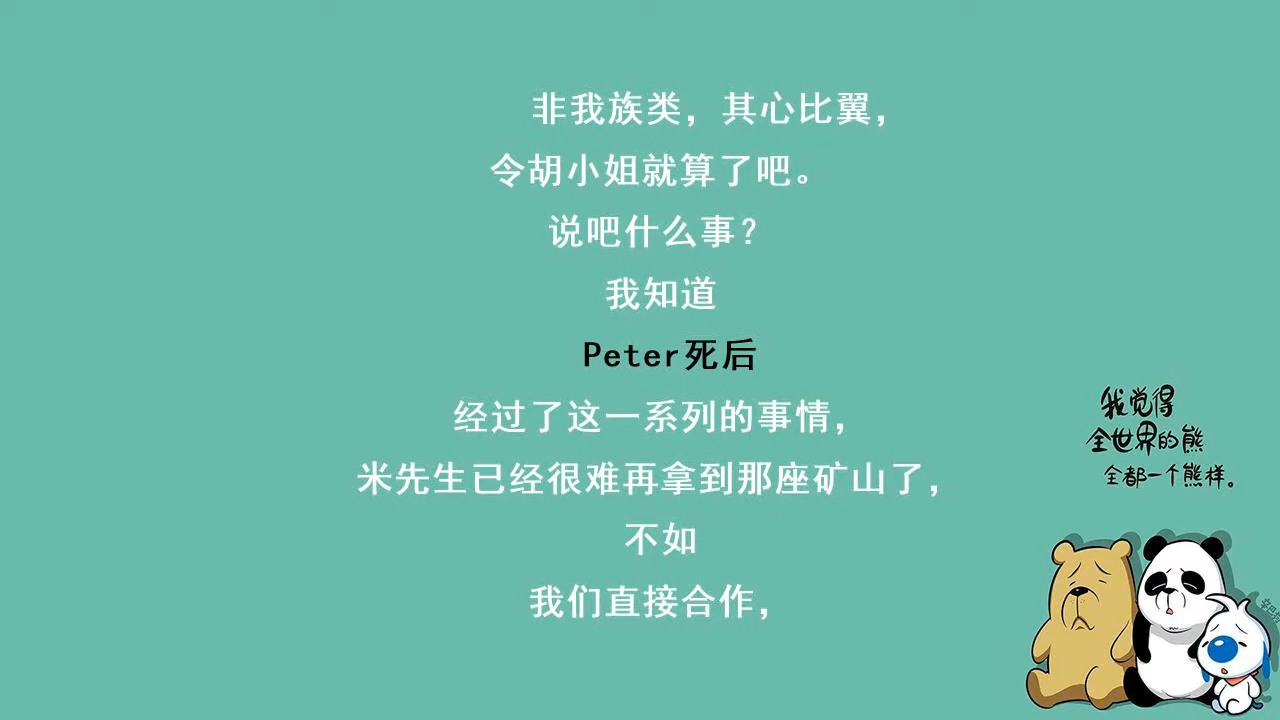 非我族类，其心比翼，
令胡小姐就算了吧。
说吧什么事？
我知道
Peter死后
经过了这一系列的事情，
米先生已经很难再拿到那座矿山了，
不如
我们直接合作，
我觉得
全世界的熊
全都一个熊样。